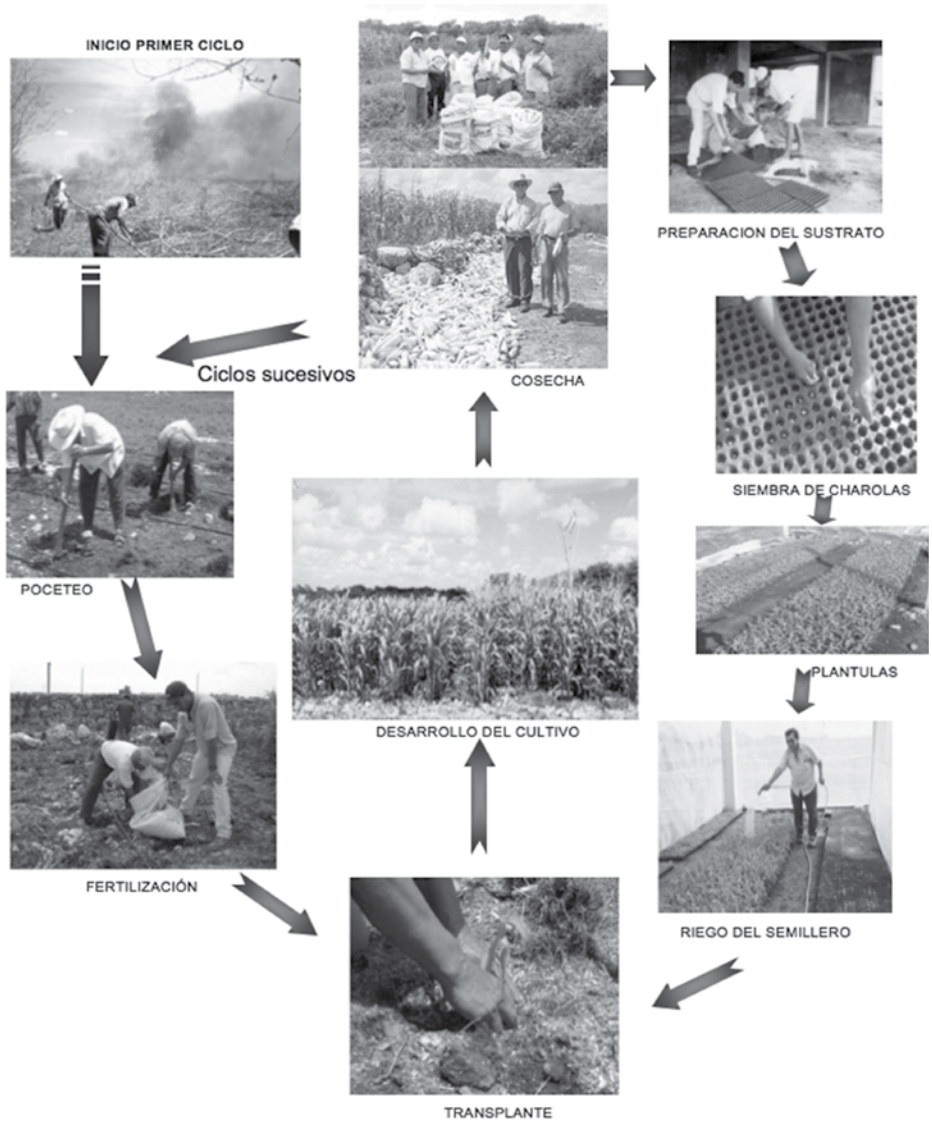 INICIO PRIMER CICLO
PREPARACION DEL SUSTRATO
Ciclos sucesivos
COSECHA
SIEMBRA DE CHAROLAS
POCETEO
PLANTULAS
DESARROLLO DEL CULTIVO
FERTILIZACIÓN
RIEGO DEL SEMILLERO
TRANSPLANTE